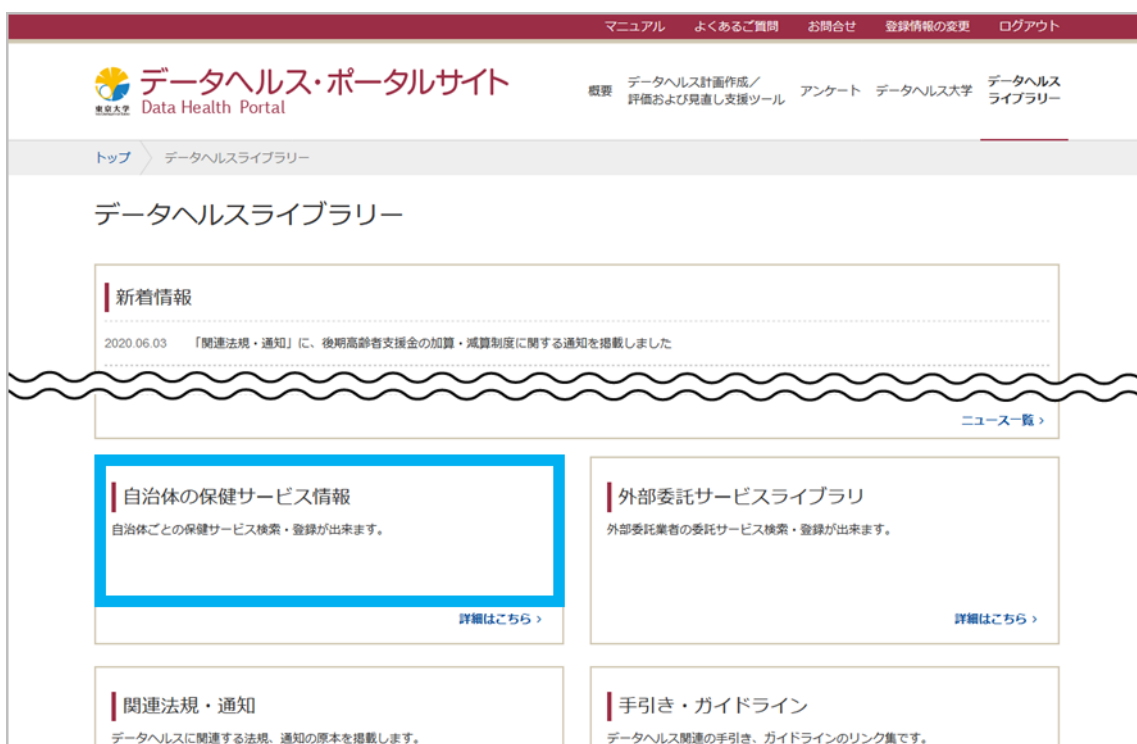 マニュアル よくあるご質問 お問合せ 登録情報の変更 ログアウト
データヘルス・ポータルサイト
東京大学 Data Health Portal
概要 データヘルス計画作成／
評価および見直し支援ツール アンケート データヘルス大学 データヘルス
ライブラリー
トップ データヘルスライブラリー
データヘルスライブラリー
新着情報
2020.06.03 「関連法規・通知」に、後期高齢者支援金の加算・減算制度に関する通知を掲載しました
ニュース一覧 ›
自治体の保健サービス情報
自治体ごとの保健サービス検索・登録が出来ます。
詳細はこちら ›
外部委託サービスライブラリ
外部委託業者の委託サービス検索・登録が出来ます。
詳細はこちら ›
関連法規・通知
データヘルスに関連する法規、通知の原本を掲載します。
手引き・ガイドライン
データヘルス関連の手引き、ガイドラインのリンク集です。